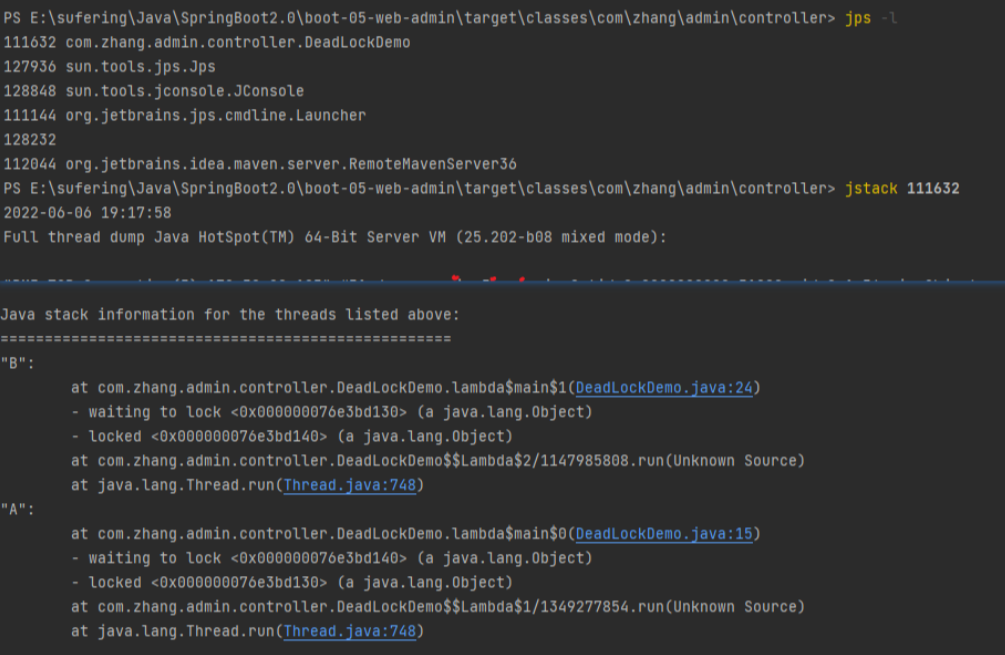 PS E:\sufering\Java\SpringBoot2.0\boot-05-web-admin\target\classes\com\zhang\admin\controller> jps -l
111632 com.zhang.admin.controller.DeadLockDemo
127936 sun.tools.jps.Jps
128848 sun.tools.jconsole.JConsole
111144 org.jetbrains.jps.cmdline.Launcher
128232
112044 org.jetbrains.idea.maven.server.RemoteMavenServer36
PS E:\sufering\Java\SpringBoot2.0\boot-05-web-admin\target\classes\com\zhang\admin\controller> jstack 111632
2022-06-06 19:17:58
Full thread dump Java HotSpot(TM) 64-Bit Server VM (25.202-b08 mixed mode):
Java stack information for the threads listed above:
===================================================
"B":
at com.zhang.admin.controller.DeadLockDemo.lambda$main$1(DeadLockDemo.java:24)
- waiting to lock <0x000000076e3bd130> (a java.lang.Object)
- locked <0x000000076e3bd140> (a java.lang.Object)
at com.zhang.admin.controller.DeadLockDemo$$Lambda$2/1147985808.run(Unknown Source)
at java.lang.Thread.run(Thread.java:748)
"A":
at com.zhang.admin.controller.DeadLockDemo.lambda$main$0(DeadLockDemo.java:15)
- waiting to lock <0x000000076e3bd140> (a java.lang.Object)
- locked <0x000000076e3bd130> (a java.lang.Object)
at com.zhang.admin.controller.DeadLockDemo$$Lambda$1/1349277854.run(Unknown Source)
at java.lang.Thread.run(Thread.java:748)